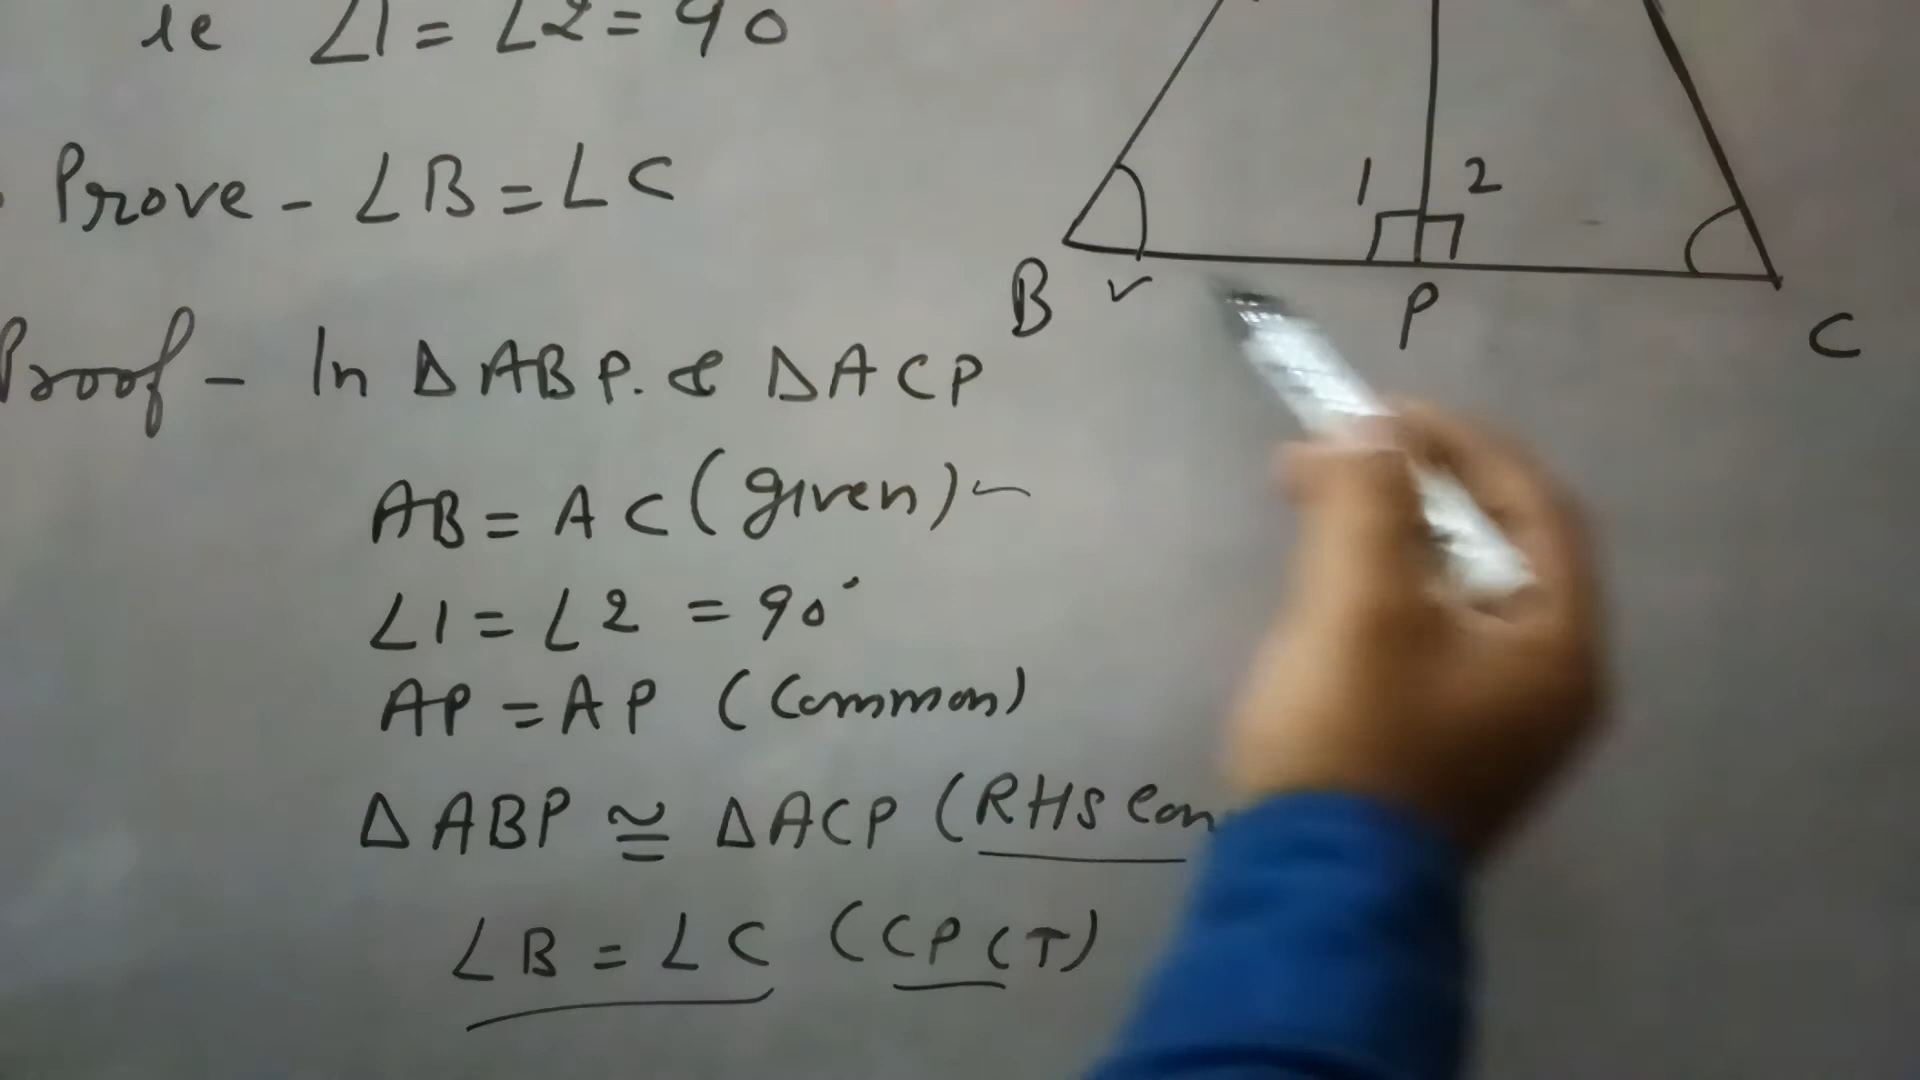 ie ∠1 = ∠2 = 90
Prove - ∠B = ∠C
Proof - In ΔABP. & ΔACP
AB = AC (given)
∠1 = ∠2 = 90°
AP = AP (Common)
ΔABP ≅ ΔACP (RHS Con
∠B = ∠C (CPCT)
1 2
B P C